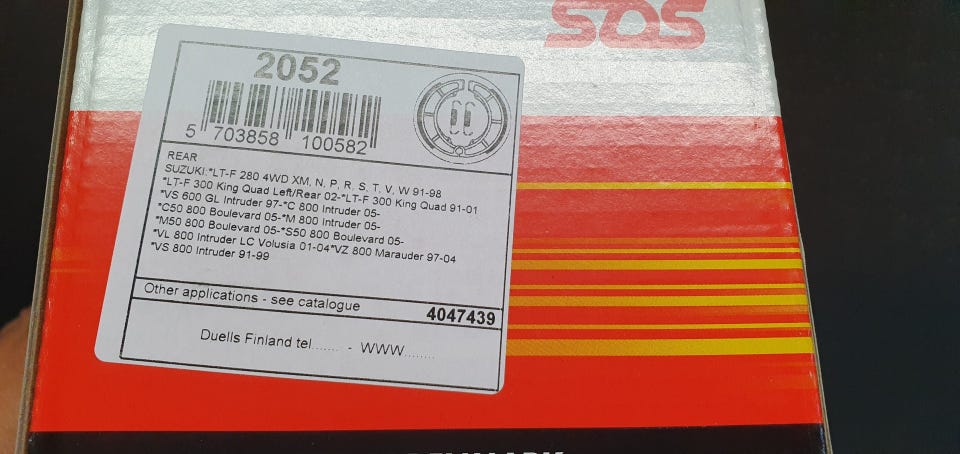 2052
5 703858 100582
REAR
SUZUKI:*LT-F 280 4WD XM, N, P, R, S, T, V, W 91-98
*LT-F 300 King Quad Left/Rear 02-*LT-F 300 King Quad 91-01
*VS 600 GL Intruder 97-*C 800 Intruder 05-
*C50 800 Boulevard 05-*M 800 Intruder 05-
*M50 800 Boulevard 05-*S50 800 Boulevard 05-
*VL 800 Intruder LC Volusia 01-04*VZ 800 Marauder 97-04
*VS 800 Intruder 91-99
Other applications - see catalogue 4047439
Duells Finland tel....... - WWW........